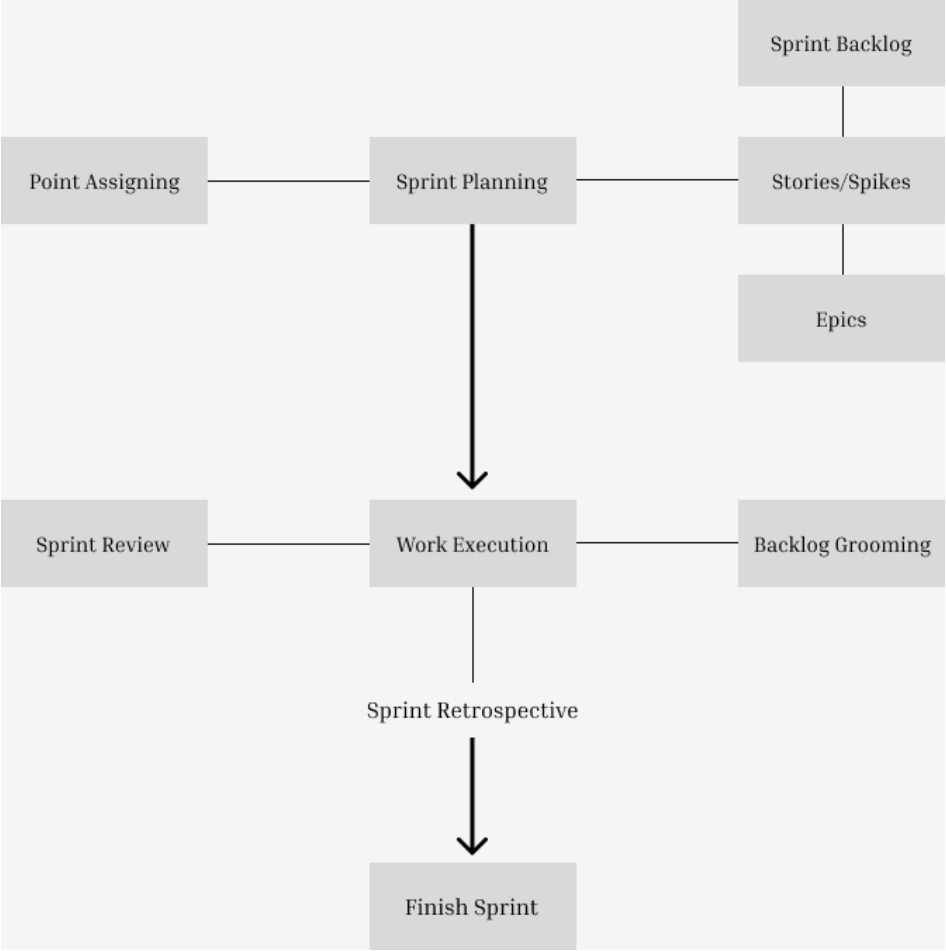 Sprint Backlog
Point Assigning
Sprint Planning
Stories/Spikes
Epics
Sprint Review
Work Execution
Backlog Grooming
Sprint Retrospective
Finish Sprint